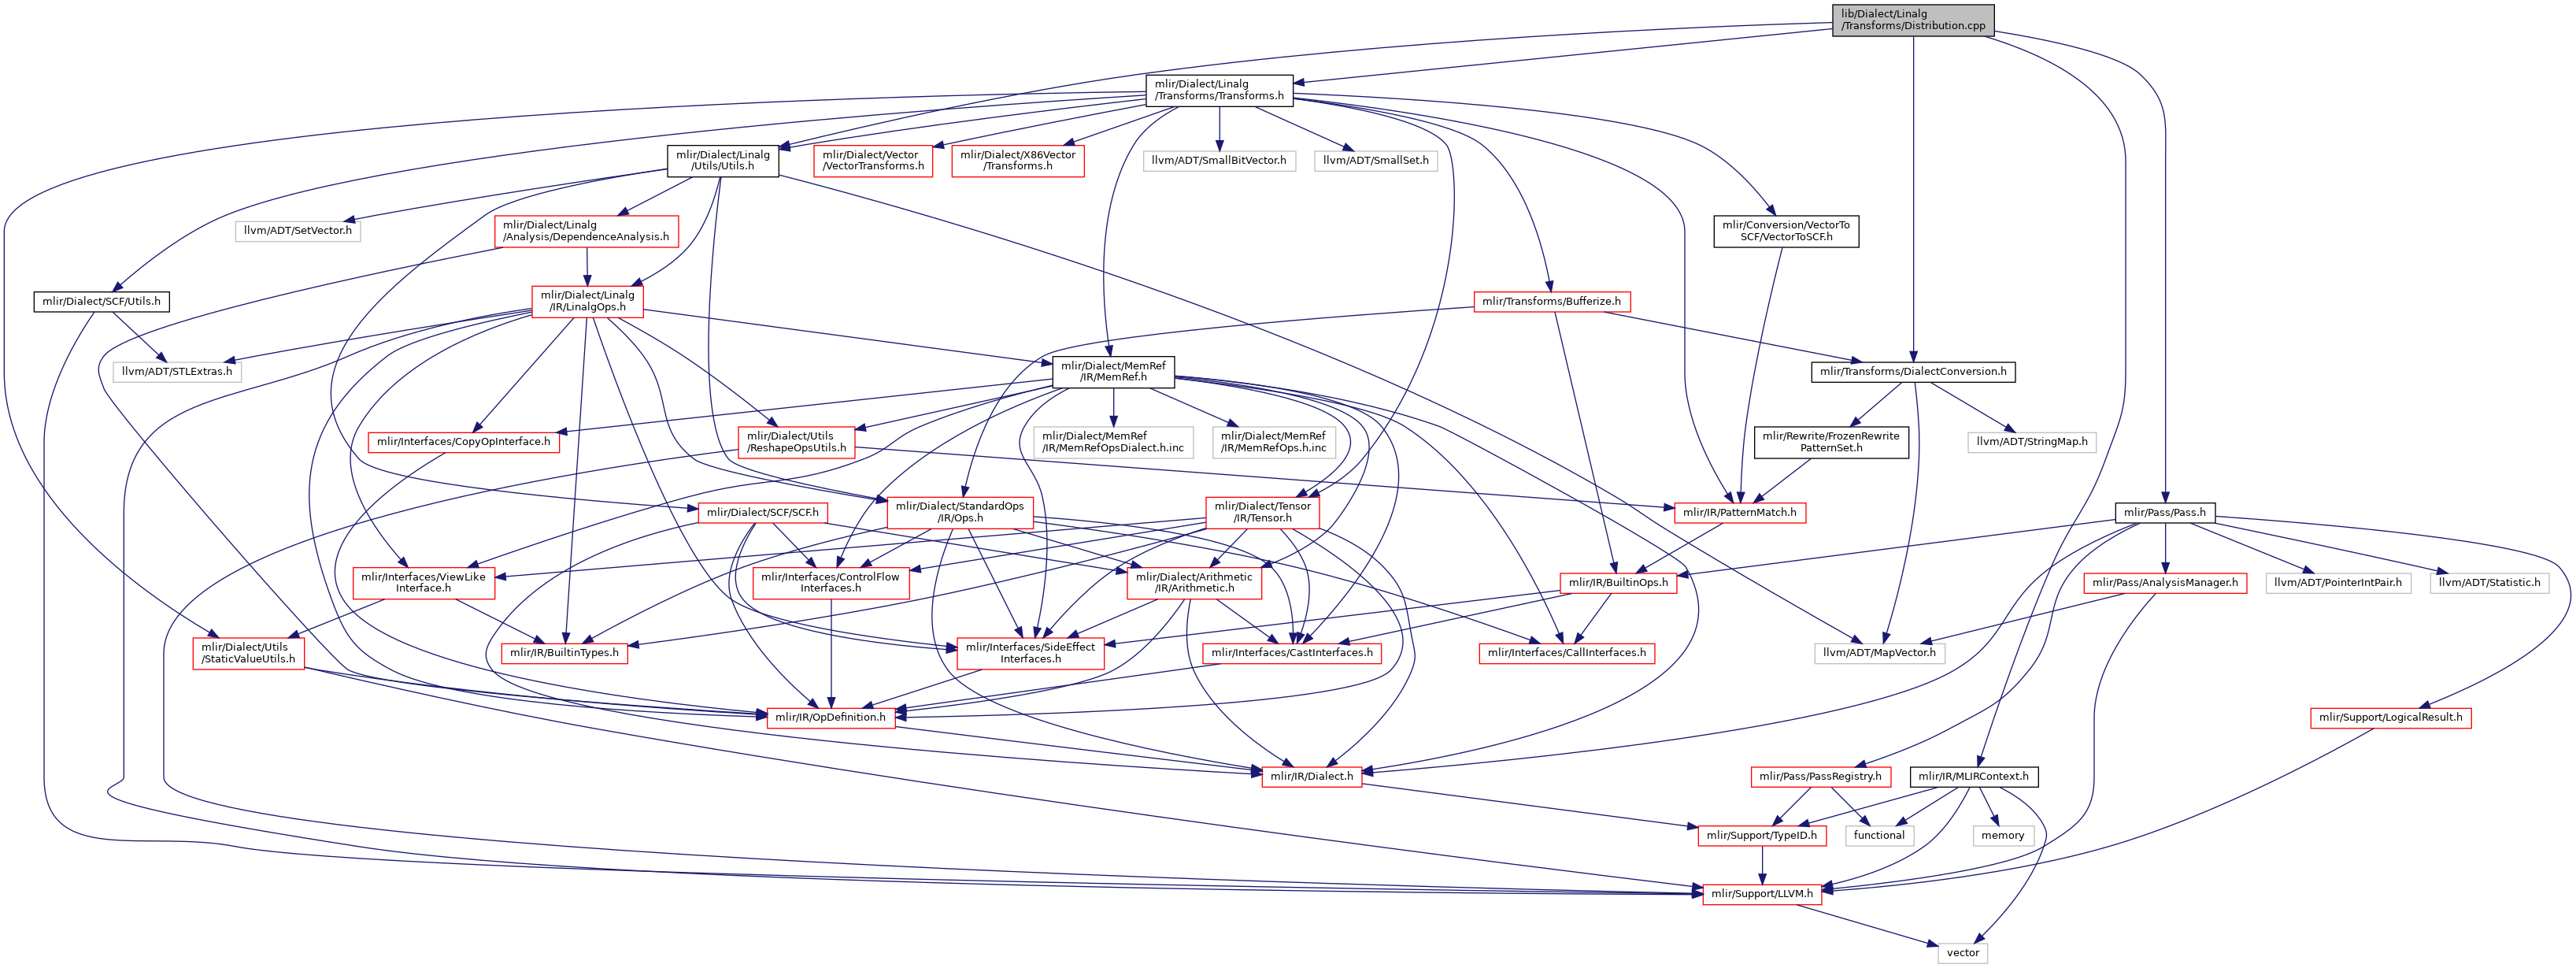 lib/Dialect/Linalg
/Transforms/Distribution.cpp
mlir/Dialect/Linalg
/Transforms/Transforms.h
mlir/Dialect/Linalg
/Utils/Utils.h
mlir/Dialect/Vector
/VectorTransforms.h
mlir/Dialect/X86Vector
/Transforms.h
llvm/ADT/SmallBitVector.h
llvm/ADT/SmallSet.h
llvm/ADT/SetVector.h
mlir/Dialect/Linalg
/Analysis/DependenceAnalysis.h
mlir/Conversion/VectorTo
SCF/VectorToSCF.h
mlir/Dialect/SCF/Utils.h
mlir/Dialect/Linalg
/IR/LinalgOps.h
mlir/Transforms/Bufferize.h
llvm/ADT/STLExtras.h
mlir/Dialect/MemRef
/IR/MemRef.h
mlir/Transforms/DialectConversion.h
mlir/Interfaces/CopyOpInterface.h
mlir/Dialect/Utils
/ReshapeOpsUtils.h
mlir/Dialect/MemRef
/IR/MemRefOpsDialect.h.inc
mlir/Dialect/MemRef
/IR/MemRefOps.h.inc
mlir/Rewrite/FrozenRewrite
PatternSet.h
llvm/ADT/StringMap.h
mlir/Dialect/SCF/SCF.h
mlir/Dialect/StandardOps
/IR/Ops.h
mlir/Dialect/Tensor
/IR/Tensor.h
mlir/IR/PatternMatch.h
mlir/Pass/Pass.h
mlir/Interfaces/ViewLike
Interface.h
mlir/Interfaces/ControlFlow
Interfaces.h
mlir/Dialect/Arithmetic
/IR/Arithmetic.h
mlir/IR/BuiltinOps.h
mlir/Pass/AnalysisManager.h
llvm/ADT/PointerIntPair.h
llvm/ADT/Statistic.h
mlir/Dialect/Utils
/StaticValueUtils.h
mlir/IR/BuiltinTypes.h
mlir/Interfaces/SideEffect
Interfaces.h
mlir/Interfaces/CastInterfaces.h
mlir/Interfaces/CallInterfaces.h
llvm/ADT/MapVector.h
mlir/IR/OpDefinition.h
mlir/Support/LogicalResult.h
mlir/IR/Dialect.h
mlir/Pass/PassRegistry.h
mlir/IR/MLIRContext.h
mlir/Support/TypeID.h
functional
memory
mlir/Support/LLVM.h
vector